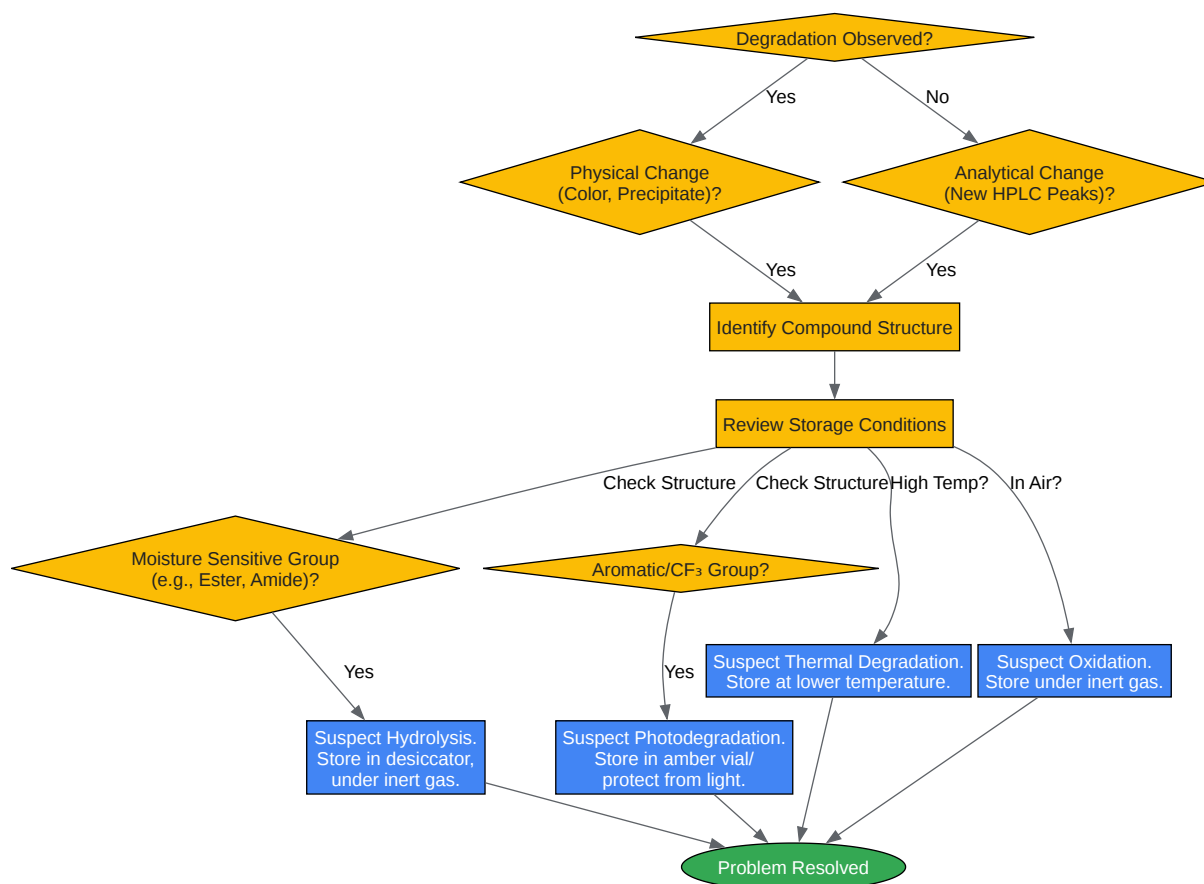 Degradation Observed?
Yes
No
Physical Change
(Color, Precipitate)?
Analytical Change
(New HPLC Peaks)?
Yes
Yes
Identify Compound Structure
Review Storage Conditions
Check Structure
Check Structure
High Temp?
In Air?
Moisture Sensitive Group
(e.g., Ester, Amide)?
Aromatic/CF₃ Group?
Yes
Yes
Suspect Thermal Degradation.
Store at lower temperature.
Suspect Oxidation.
Store under inert gas.
Suspect Hydrolysis.
Store in desiccator,
under inert gas.
Suspect Photodegradation.
Store in amber vial/
protect from light.
Problem Resolved